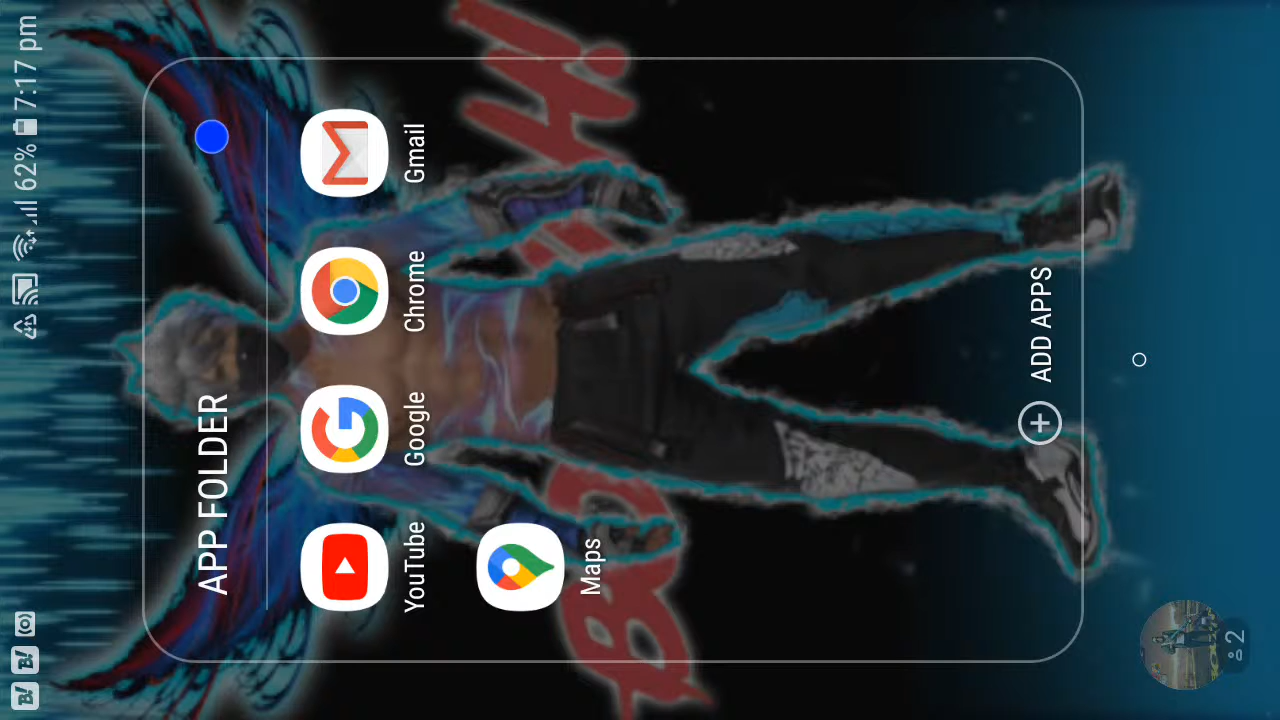 62% 7:17 pm
APP FOLDER
YouTube Google Chrome Gmail
Maps
ADD APPS
2